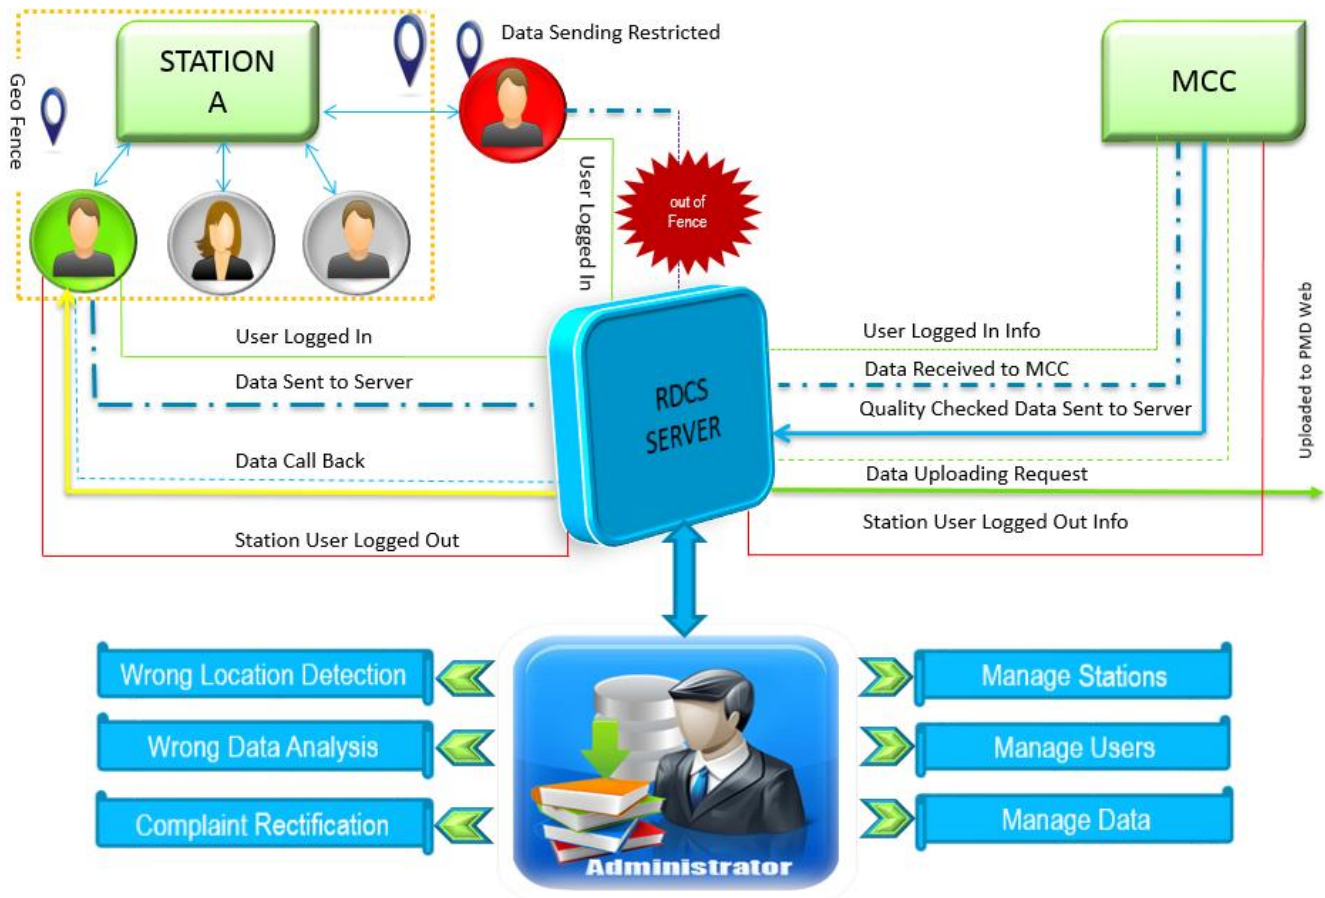 Data Sending Restricted
STATION
A
MCC
Geo Fence
User Logged In
out of
Fence
User Logged In
Data Sent to Server
Data Call Back
Station User Logged Out
RDCS
SERVER
User Logged In Info
Data Received to MCC
Quality Checked Data Sent to Server
Data Uploading Request
Station User Logged Out Info
Uploaded to PMD Web
Wrong Location Detection
Wrong Data Analysis
Complaint Rectification
Administrator
Manage Stations
Manage Users
Manage Data